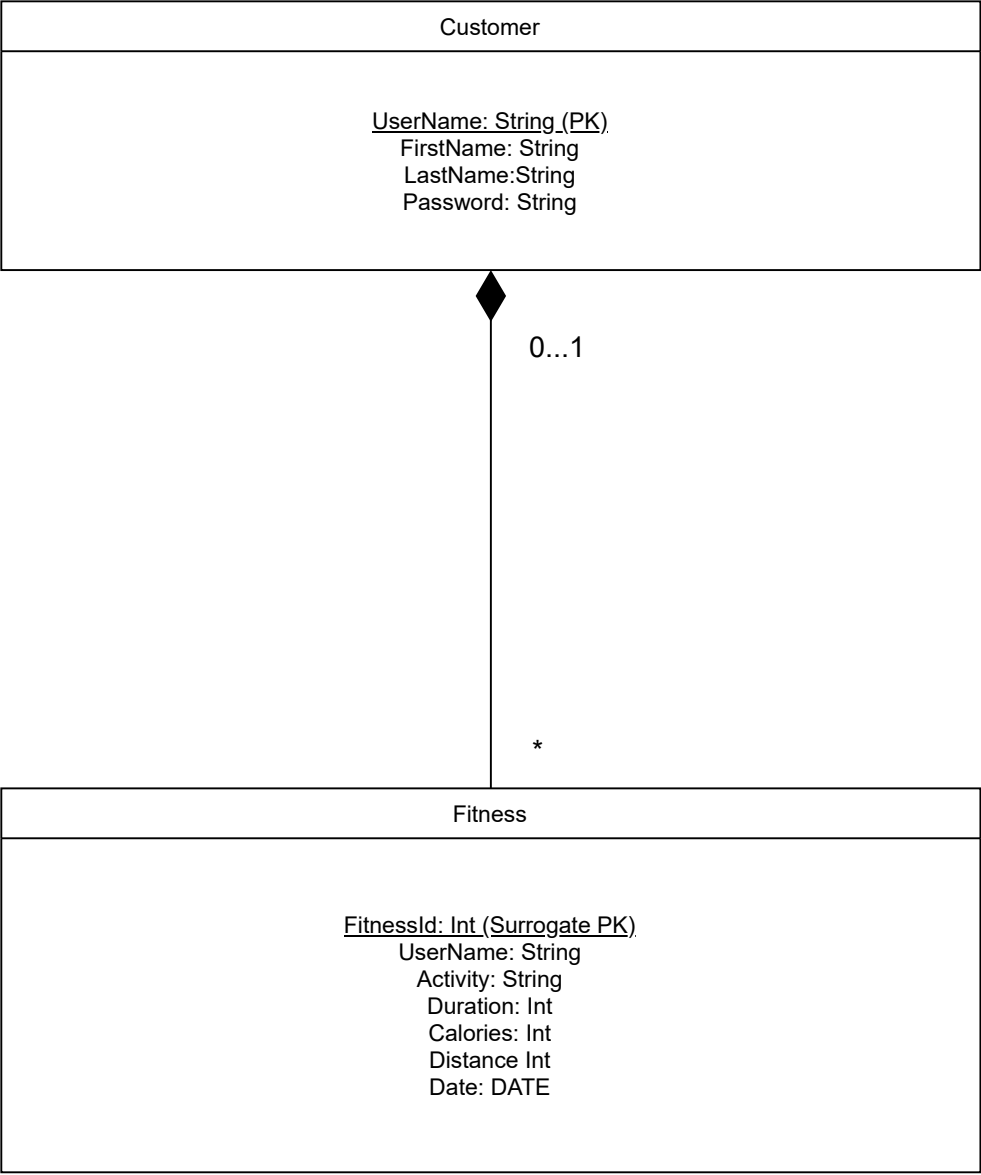 Customer
UserName: String (PK)
FirstName: String
LastName:String
Password: String
0...1
*
Fitness
FitnessId: Int (Surrogate PK)
UserName: String
Activity: String
Duration: Int
Calories: Int
Distance Int
Date: DATE